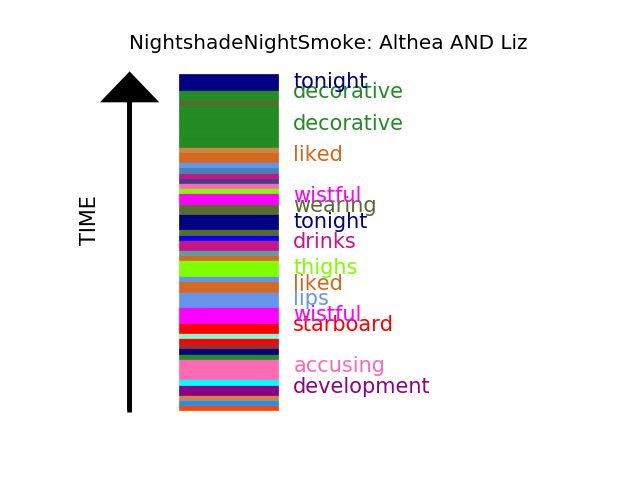 NightshadeNightSmoke: Althea AND Liz
tonight
decorative
decorative
liked
wistful
wearing
tonight
drinks
thighs
liked
lips
wistful
starboard
accusing
development
TIME